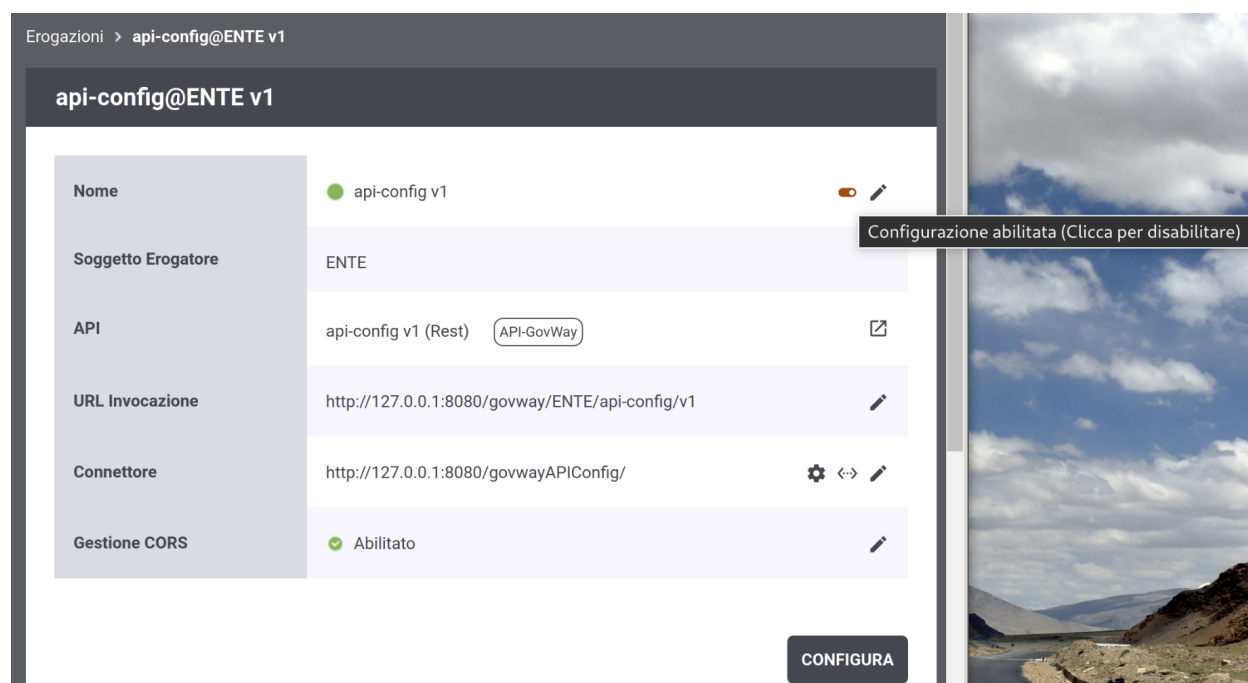 Erogazioni > api-config@ENTE v1
api-config@ENTE v1
Nome api-config v1
Configurazione abilitata (Clicca per disabilitare)
Soggetto Erogatore ENTE
API api-config v1 (Rest) API-GovWay
URL Invocazione http://127.0.0.1:8080/govway/ENTE/api-config/v1
Connettore http://127.0.0.1:8080/govwayAPIConfig/
Gestione CORS Abilitato
CONFIGURA